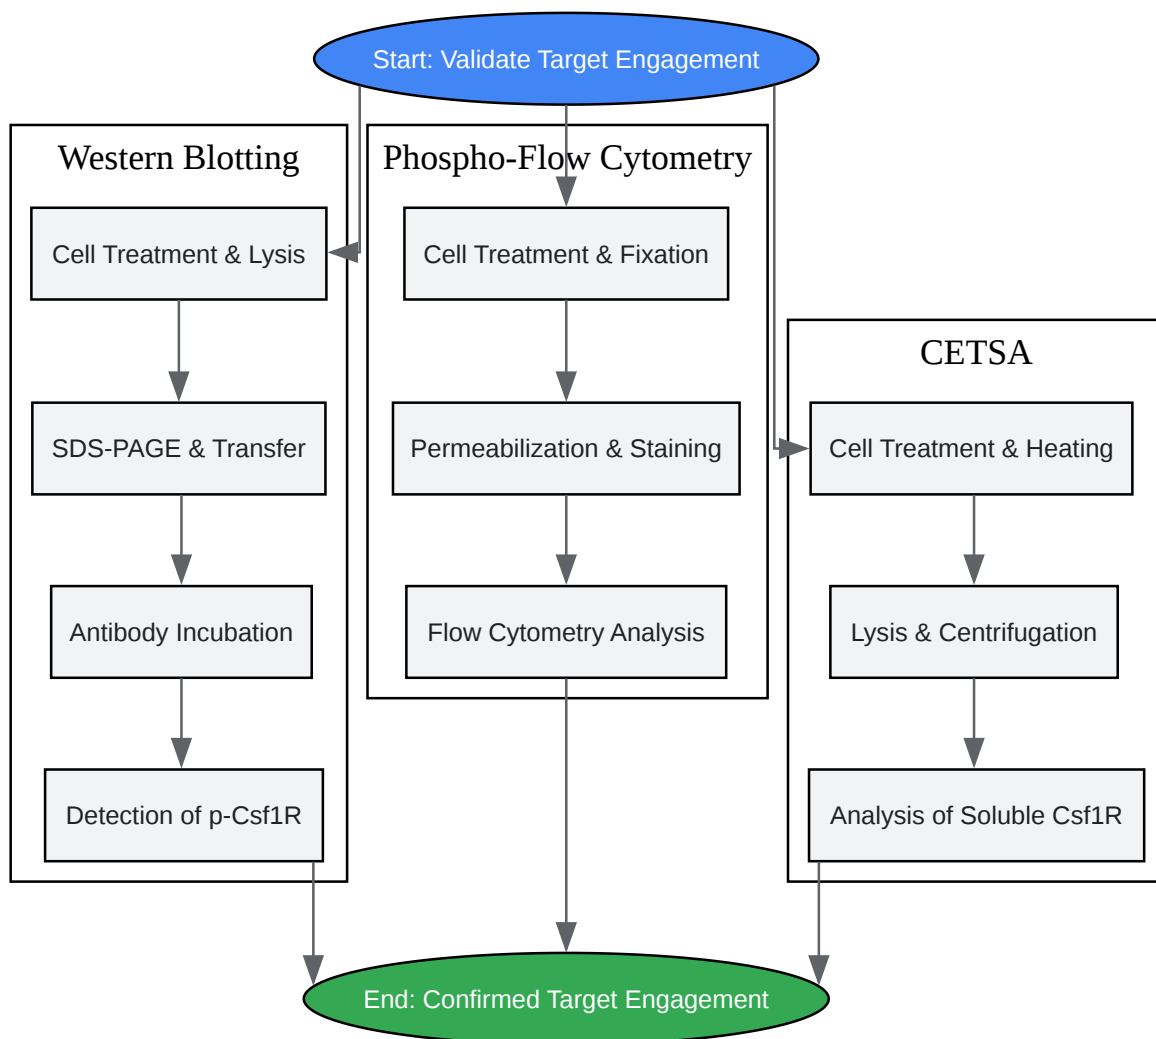 Start: Validate Target Engagement
Western Blotting
Cell Treatment & Lysis
SDS-PAGE & Transfer
Antibody Incubation
Detection of p-Csf1R
Phospho-Flow Cytometry
Cell Treatment & Fixation
Permeabilization & Staining
Flow Cytometry Analysis
CETSA
Cell Treatment & Heating
Lysis & Centrifugation
Analysis of Soluble Csf1R
End: Confirmed Target Engagement